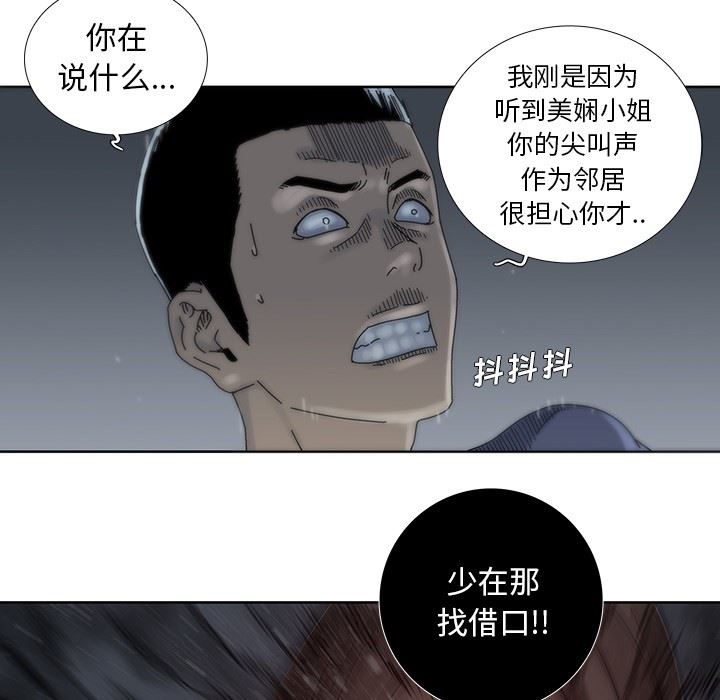 你在
说什么...
我刚是因为
听到美娴小姐
你的尖叫声
作为邻居
很担心你才..
抖抖抖
少在那
找借口!!